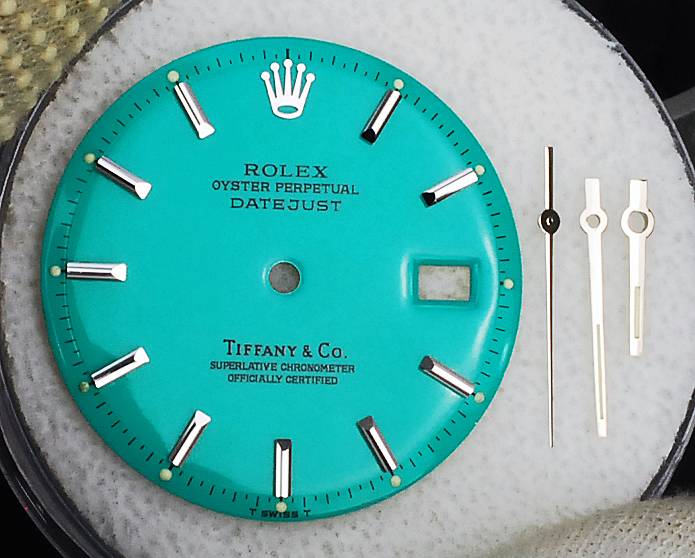 ROLEX
OYSTER PERPETUAL
DATEJUST
TIFFANY & CO.
SUPERLATIVE CHRONOMETER
OFFICIALLY CERTIFIED
T SWISS T